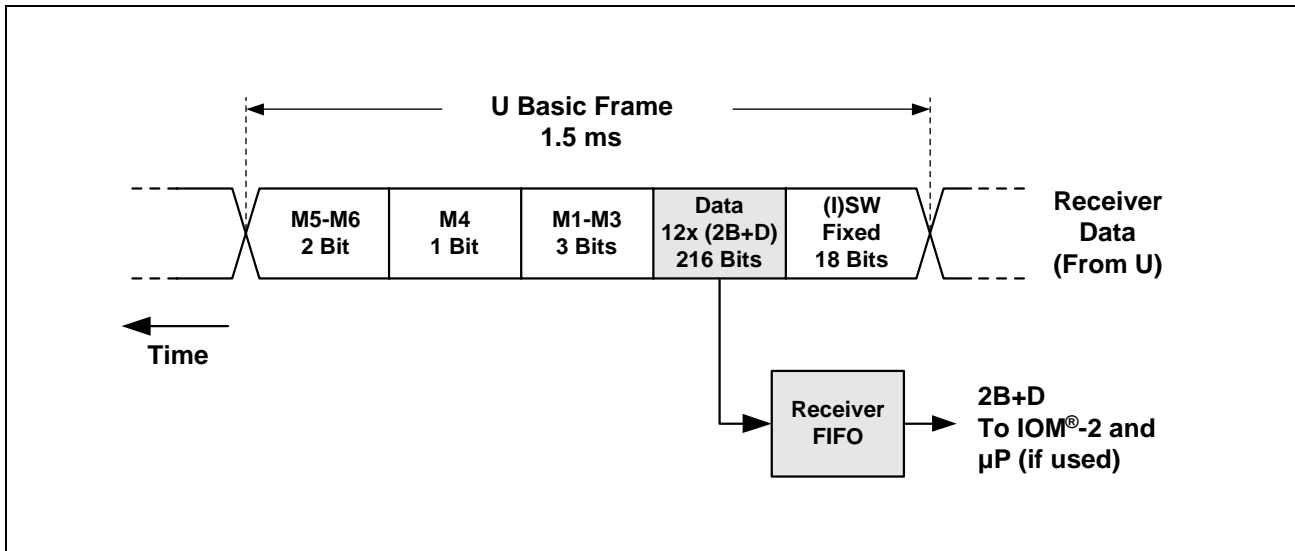 U Basic Frame
1.5 ms
M5-M6
2 Bit
M4
1 Bit
M1-M3
3 Bits
Data
12x (2B+D)
216 Bits
(I)SW
Fixed
18 Bits
Receiver
Data
(From U)
Time
Receiver
FIFO
2B+D
To IOM®-2 and
µP (if used)